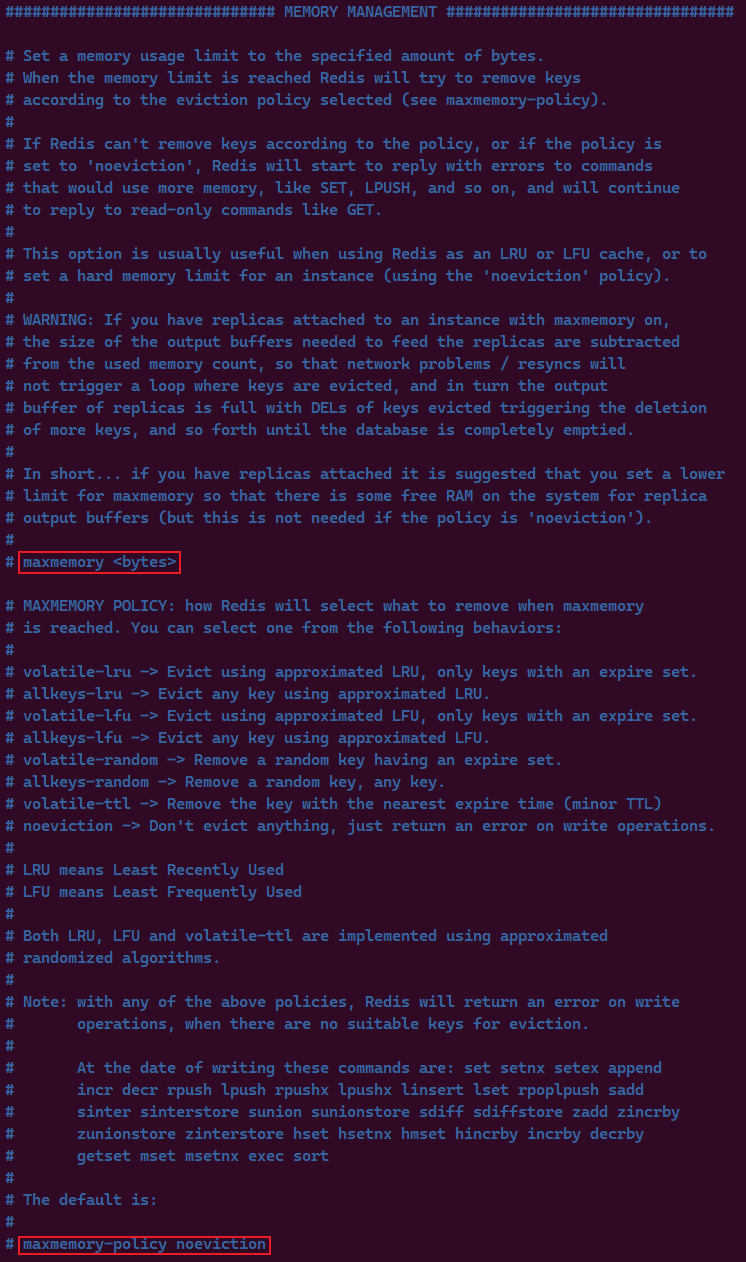 ############################## MEMORY MANAGEMENT ################################
# Set a memory usage limit to the specified amount of bytes.
# When the memory limit is reached Redis will try to remove keys
# according to the eviction policy selected (see maxmemory-policy).
#
# If Redis can't remove keys according to the policy, or if the policy is
# set to 'noeviction', Redis will start to reply with errors to commands
# that would use more memory, like SET, LPUSH, and so on, and will continue
# to reply to read-only commands like GET.
#
# This option is usually useful when using Redis as an LRU or LFU cache, or to
# set a hard memory limit for an instance (using the 'noeviction' policy).
#
# WARNING: If you have replicas attached to an instance with maxmemory on,
# the size of the output buffers needed to feed the replicas are subtracted
# from the used memory count, so that network problems / resyncs will
# not trigger a loop where keys are evicted, and in turn the output
# buffer of replicas is full with DELs of keys evicted triggering the deletion
# of more keys, and so forth until the database is completely emptied.
#
# In short... if you have replicas attached it is suggested that you set a lower
# limit for maxmemory so that there is some free RAM on the system for replica
# output buffers (but this is not needed if the policy is 'noeviction').
#
# maxmemory <bytes>
# MAXMEMORY POLICY: how Redis will select what to remove when maxmemory
# is reached. You can select one from the following behaviors:
#
# volatile-lru -> Evict using approximated LRU, only keys with an expire set.
# allkeys-lru -> Evict any key using approximated LRU.
# volatile-lfu -> Evict using approximated LFU, only keys with an expire set.
# allkeys-lfu -> Evict any key using approximated LFU.
# volatile-random -> Remove a random key having an expire set.
# allkeys-random -> Remove a random key, any key.
# volatile-ttl -> Remove the key with the nearest expire time (minor TTL)
# noeviction -> Don't evict anything, just return an error on write operations.
#
# LRU means Least Recently Used
# LFU means Least Frequently Used
#
# Both LRU, LFU and volatile-ttl are implemented using approximated
# randomized algorithms.
#
# Note: with any of the above policies, Redis will return an error on write
#       operations, when there are no suitable keys for eviction.
#
#       At the date of writing these commands are: set setnx setex append
#       incr decr rpush lpush rpushx lpushx linsert lset rpoplpush sadd
#       sinter sinterstore sunion sunionstore sdiff sdiffstore zadd zincrby
#       zunionstore zinterstore hset hsetnx hmset hincrby incrby decrby
#       getset mset msetnx exec sort
#
# The default is:
#
# maxmemory-policy noeviction